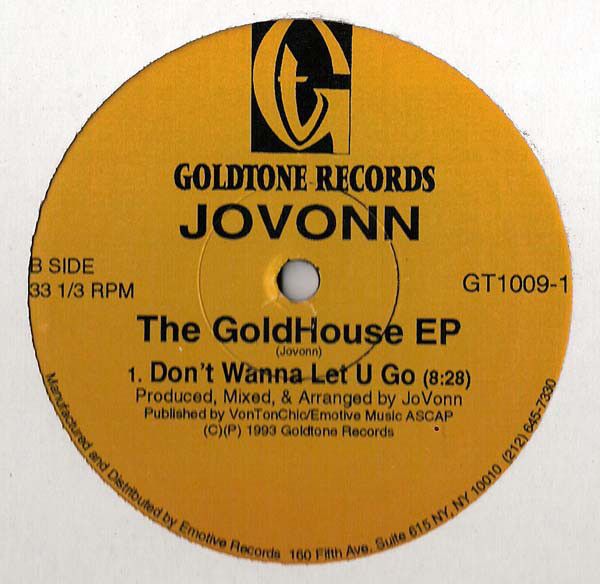 Gt
GOLDTONE RECORDS
JOVONN
B SIDE
33 1/3 RPM
GT1009-1
The GoldHouse EP
(Jovonn)
1. Don't Wanna Let U Go (8:28)
Produced, Mixed, & Arranged by JoVonn
Published by VonTonChic/Emotive Music ASCAP
(C)(P) 1993 Goldtone Records
Manufactured and Distributed by Emotive Records 160 Fifth Ave. Suite 615 NY, NY 10010 (212) 645-7330